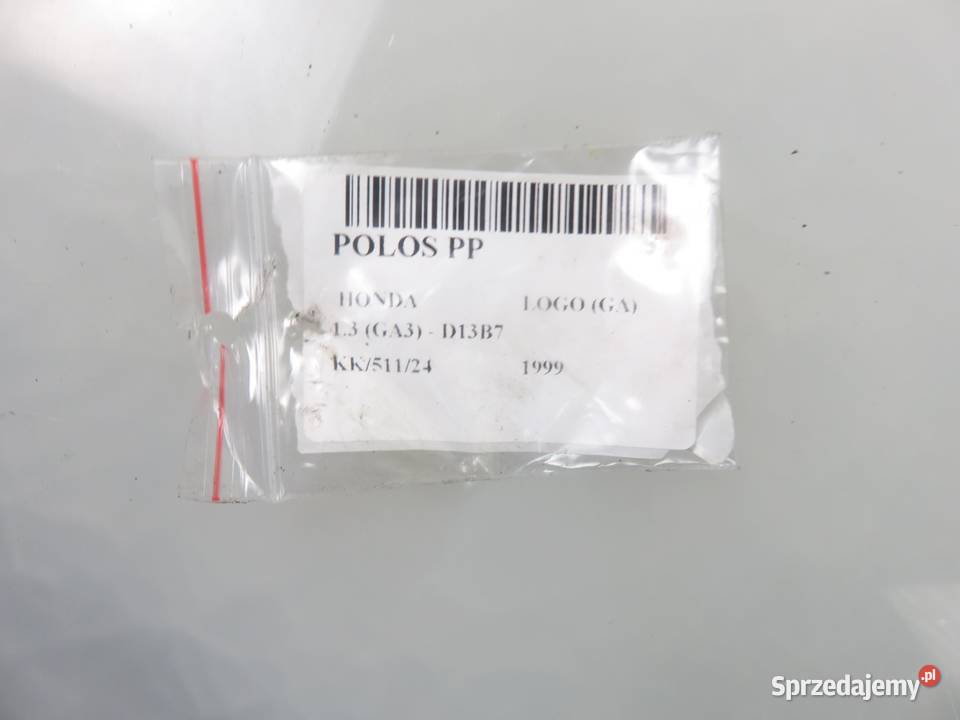 POLOS PP
HONDA LOGO (GA)
1.3 (GA3) - D13B7
KK/511/24 1999
Sprzedajemy.pl